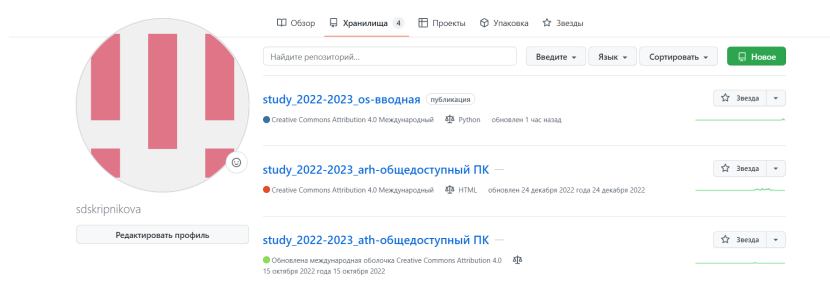 Обзор Хранилища 4 Проекты Упаковка Звезды
Найдите репозиторий... Введите Язык Сортировать Новое
study_2022-2023_os-вводная публикация
Звезда
Creative Commons Attribution 4.0 Международный Python обновлен 1 час назад
study_2022-2023_arh-общедоступный ПК
Звезда
Creative Commons Attribution 4.0 Международный HTML обновлен 24 декабря 2022 года 24 декабря 2022
sdskripnikova
Редактировать профиль
study_2022-2023_ath-общедоступный ПК
Звезда
Обновлена международная оболочка Creative Commons Attribution 4.0
15 октября 2022 года 15 октября 2022